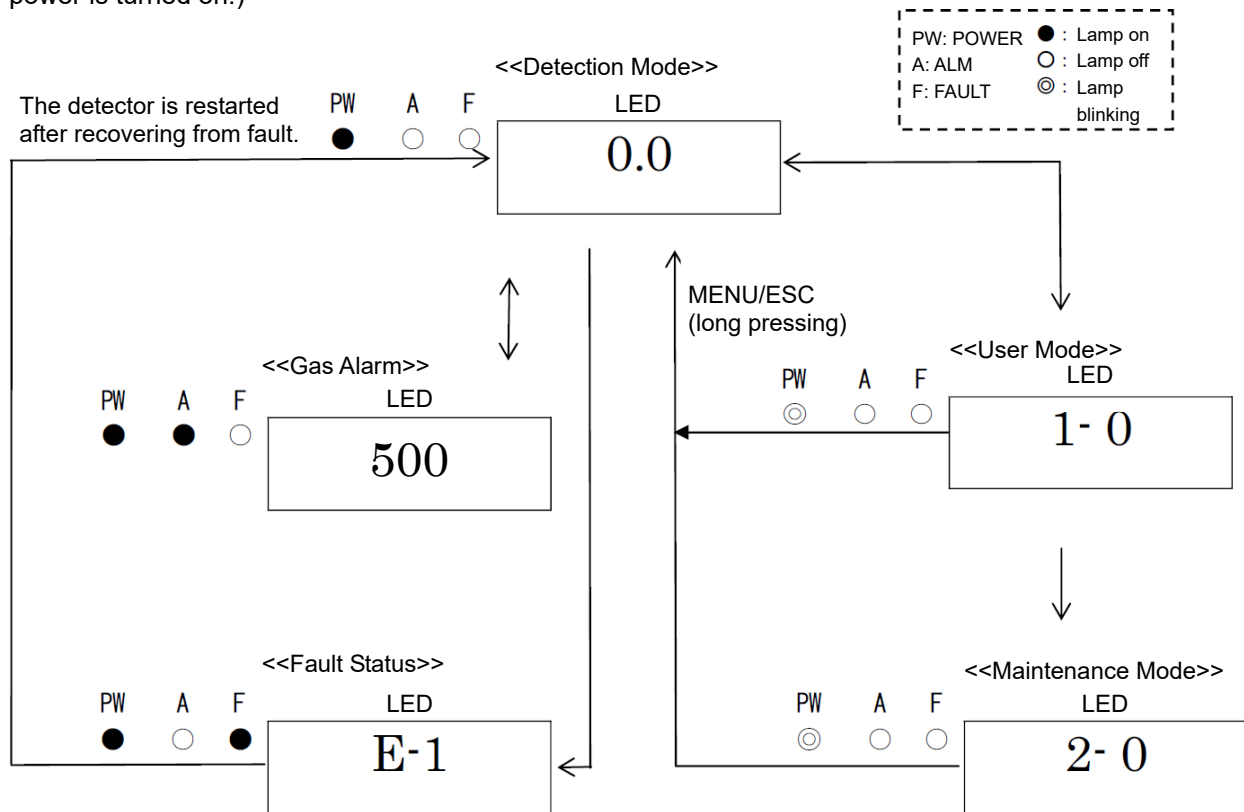 power is turned on.)
PW: POWER ● : Lamp on
A: ALM ○ : Lamp off
F: FAULT ◎ : Lamp
blinking
<<Detection Mode>>
The detector is restarted
after recovering from fault.
PW A F
LED
0.0
MENU/ESC
(long pressing)
<<Gas Alarm>>
PW A F
LED
500
<<User Mode>>
PW A F
LED
1- 0
<<Fault Status>>
PW A F
LED
E-1
<<Maintenance Mode>>
PW A F
LED
2- 0